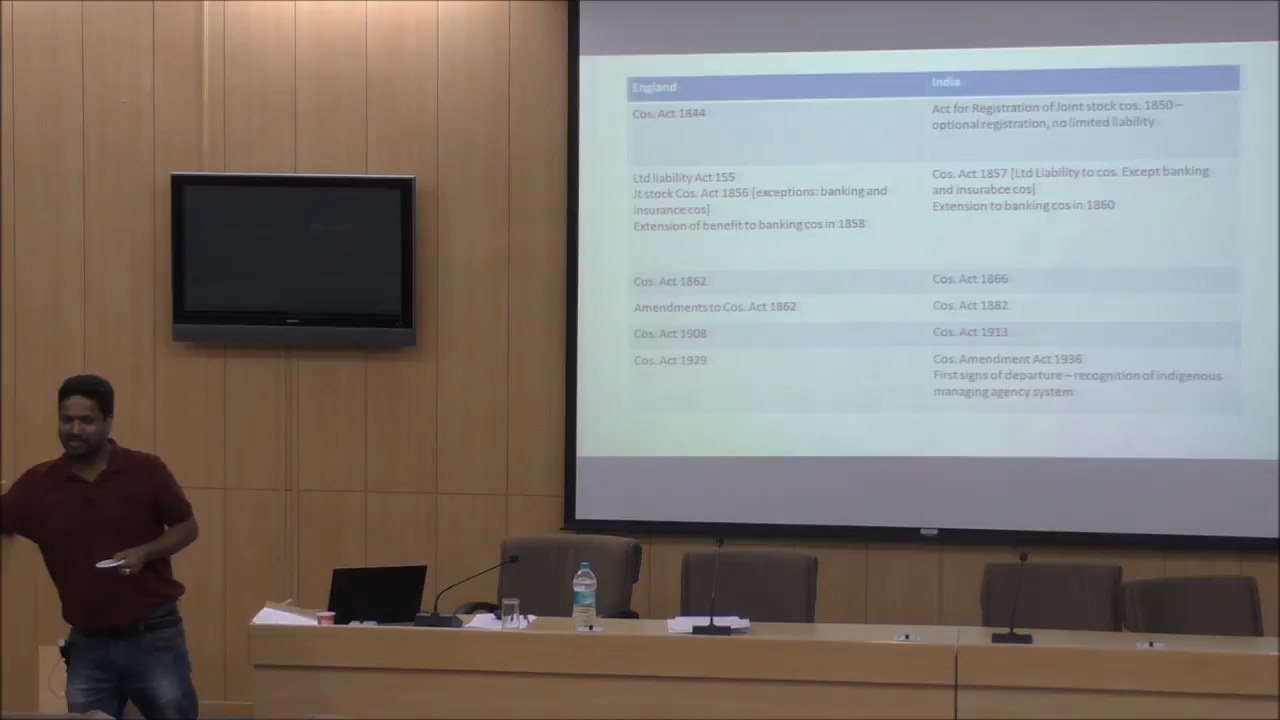 England
India
Cos. Act 1844
Act for Registration of Joint stock cos. 1850 –
optional registration, no limited liability
Ltd liability Act 155
Jt stock Cos. Act 1856 [exceptions: banking and
insurance cos]
Extension of benefit to banking cos in 1858
Cos. Act 1857 [Ltd Liability to cos. Except banking
and insurabce cos]
Extension to banking cos in 1860
Cos. Act 1862
Cos. Act 1866
Amendments to Cos. Act 1862
Cos. Act 1882
Cos. Act 1908
Cos. Act 1913
Cos. Act 1929
Cos. Amendment Act 1936
First signs of departure – recognition of indigenous
managing agency system